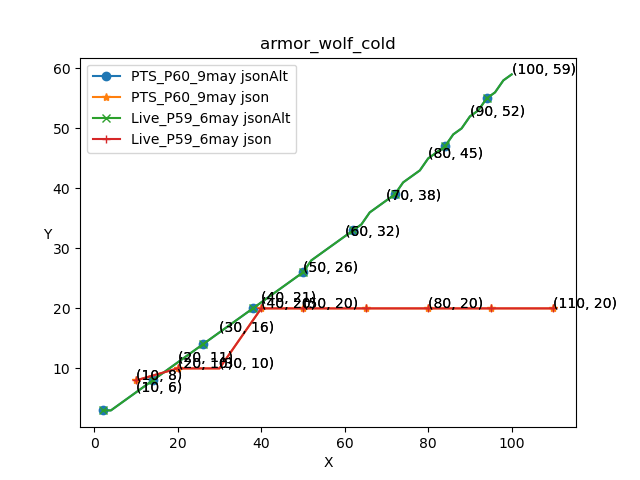 armor_wolf_cold
PTS_P60_9may jsonAlt
PTS_P60_9may json
Live_P59_6may jsonAlt
Live_P59_6may json
Y
60
50
40
30
20
10
(100, 59)
(90, 52)
(80, 45)
(70, 38)
(60, 32)
(50, 26)
(40, 21)
(40, 20)
(50, 20)
(80, 20)
(110, 20)
(30, 16)
(20, 11)
(20, 10)
(30, 10)
(10, 8)
(10, 6)
0 20 40 60 80 100
X